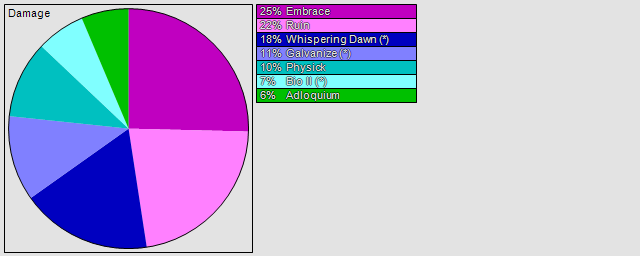 Damage
25% Embrace
22% Ruin
18% Whispering Dawn (*)
11% Galvanize (*)
10% Physick
7% Bio II (*)
6% Adloquium